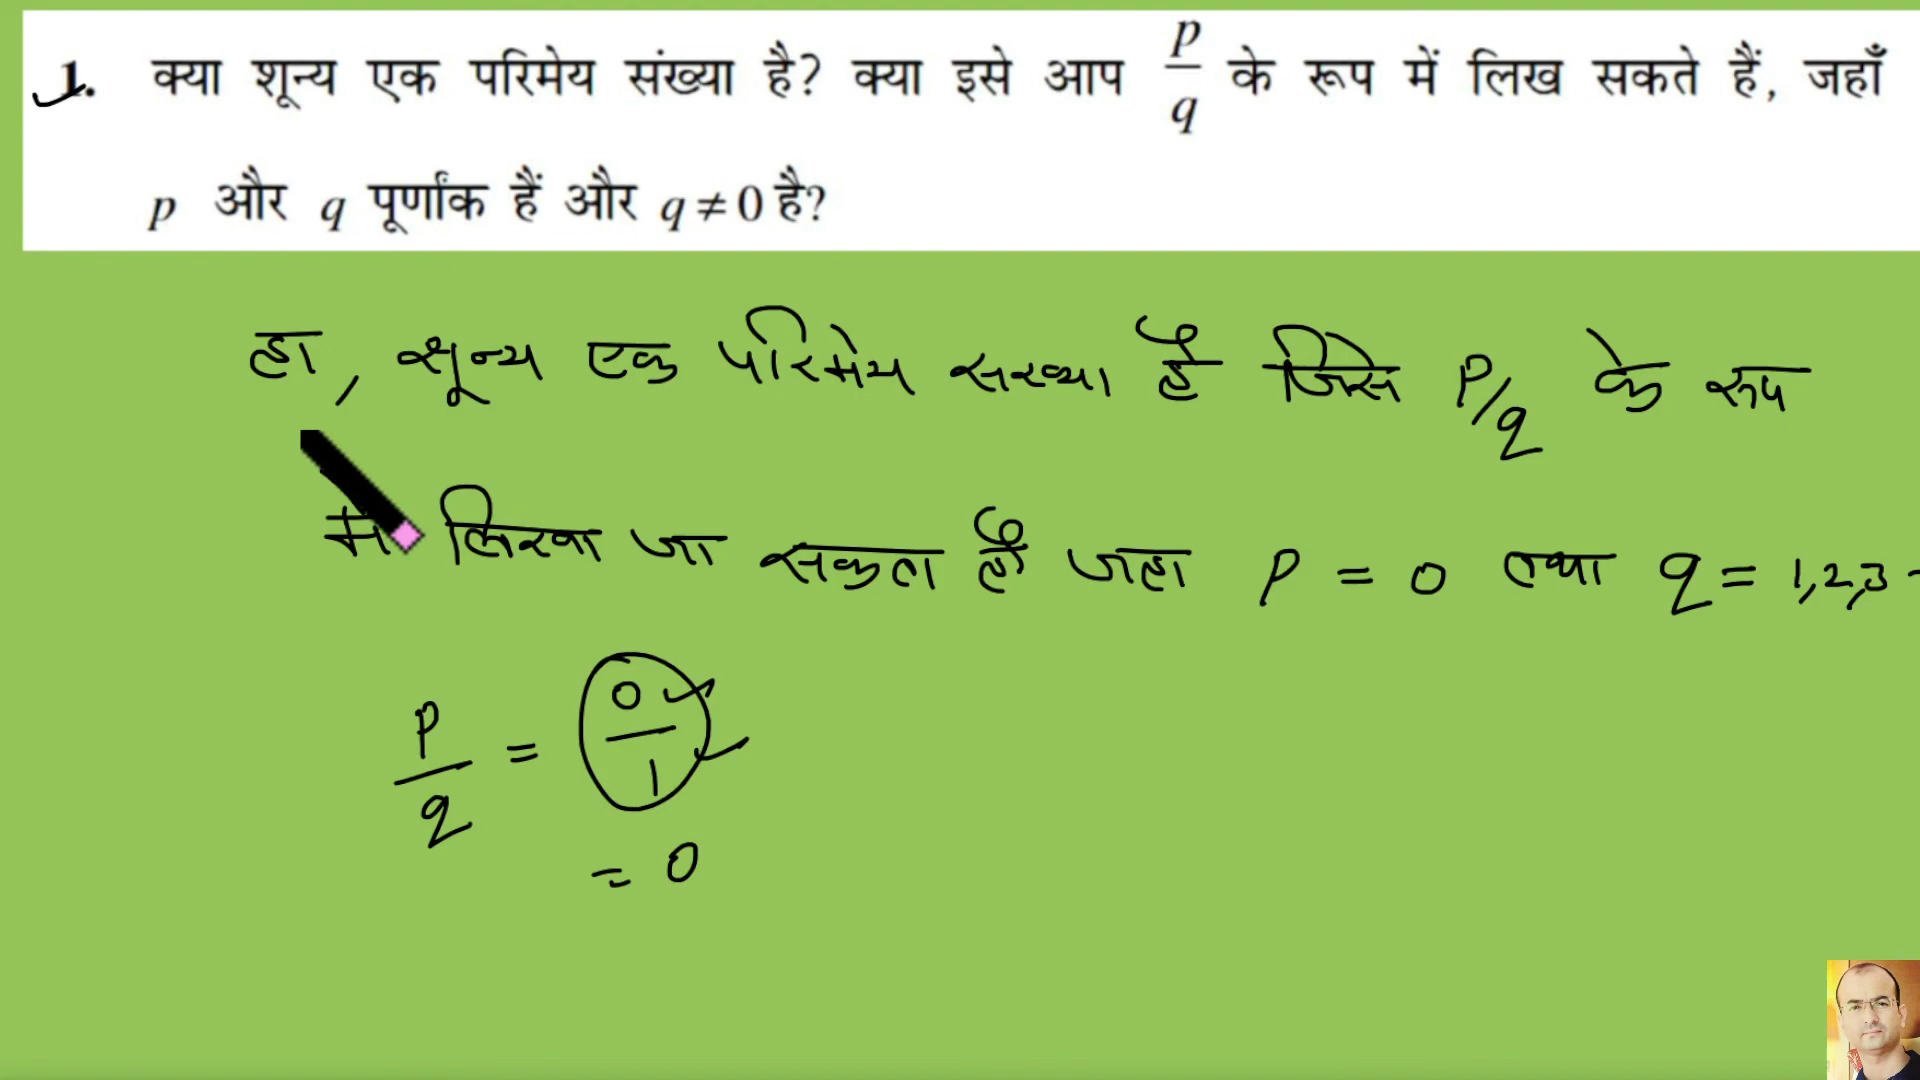 1. क्या शून्य एक परिमेय संख्या है? क्या इसे आप p/q के रूप में लिख सकते हैं, जहाँ
p और q पूर्णांक हैं और q ≠ 0 है?
हा, शून्य एक परिमेय सख्या है जिसे P/q के रूप
में लिखा जा सकता है जहा P = 0 तथा q = 1,2,3 -
p/q = 0/1
= 0